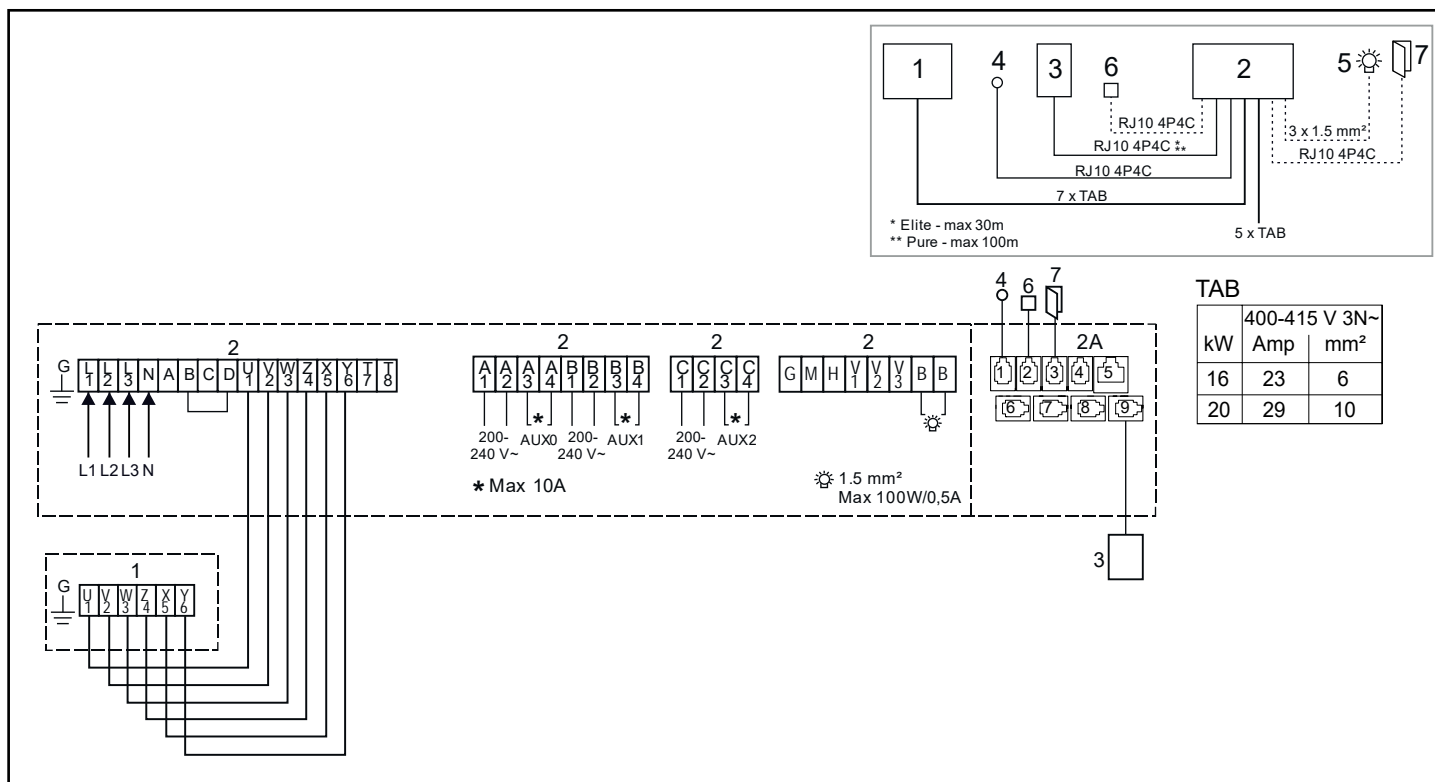 1 4 3 6 2 5 7
RJ10 4P4C
3 x 1.5 mm²
RJ10 4P4C * **
RJ10 4P4C
RJ10 4P4C
7 x TAB
5 x TAB
* Elite - max 30m
** Pure - max 100m
4 6 7
TAB
400-415 V 3N~
kW Amp mm²
16 23 6
20 29 10
2 2 2 2 2A
G L1 L2 L3 N A B C D U1 V2 W3 Z4 X5 Y6 T7 T8
A1 A2 A3 A4 B1 B2 B3 B4
C1 C2 C3 C4
G M H V1 V2 V3 B B
1 2 3 4 5
6 7 8 9
* * *
200-240 V~ AUX0 200-240 V~ AUX1
200-240 V~ AUX2
L1 L2 L3 N
* Max 10A
1.5 mm²
Max 100W/0,5A
3
1
G U1 V2 W3 Z4 X5 Y6